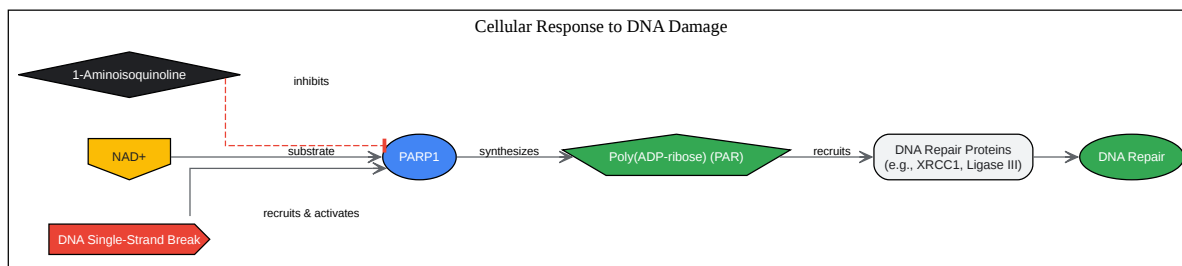 Cellular Response to DNA Damage
1-Aminoisoquinoline
inhibits
NAD+
substrate
PARP1
synthesizes
Poly(ADP-ribose) (PAR)
recruits
DNA Repair Proteins
(e.g., XRCC1, Ligase III)
DNA Repair
recruits & activates
DNA Single-Strand Break